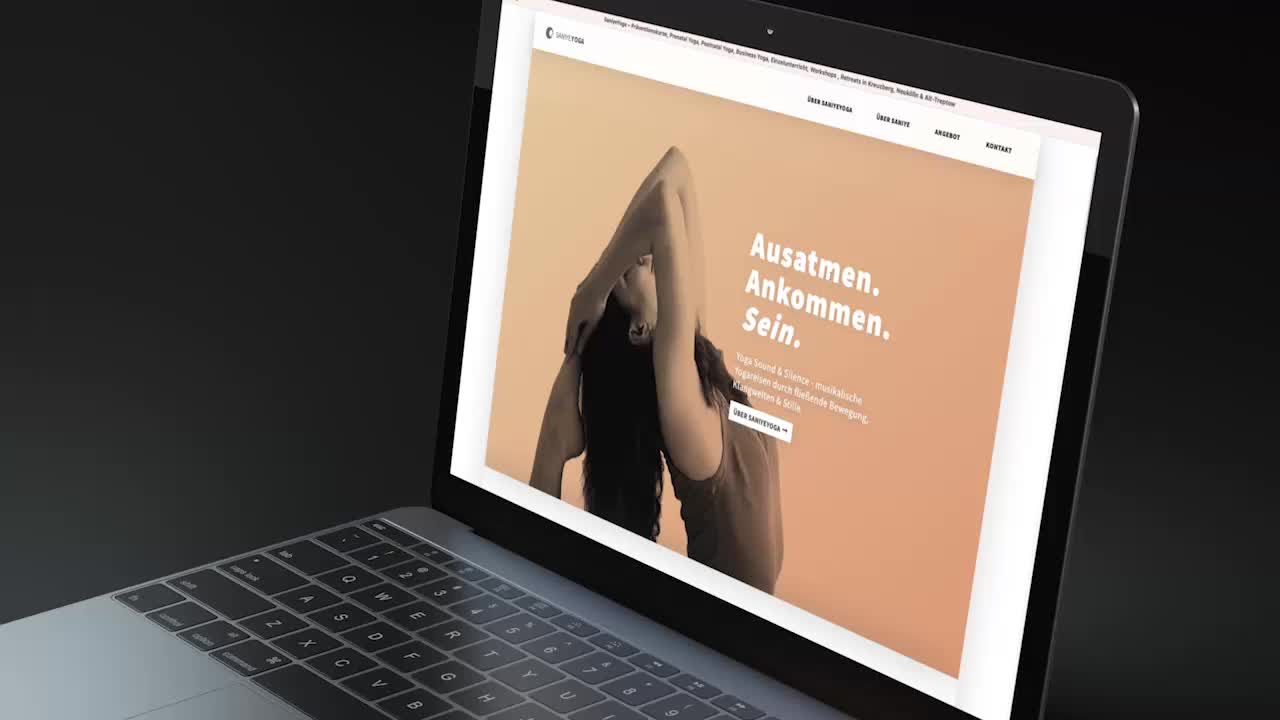 SaniyeYoga – Präventionskurse, Prenatal Yoga, Postnatal Yoga, Business Yoga, Einzelunterricht, Workshops, Retreats in Kreuzberg, Neukölln & Alt-Treptow
SANIYEYOGA
ÜBER SANIYEYOGA ÜBER SANIYE ANGEBOT KONTAKT
Ausatmen.
Ankommen.
Sein.
Yoga Sound & Silence - musikalische
Yogareisen durch fließende Bewegung,
Klangwelten & Stille
ÜBER SANIYEYOGA →
esc
~ 1 2 @ 3 # 4 5 6 7 8 9
tab Q W E R T Y U I
caps lock A S D F G H
shift Z X C V B
fn control option alt command ⌘